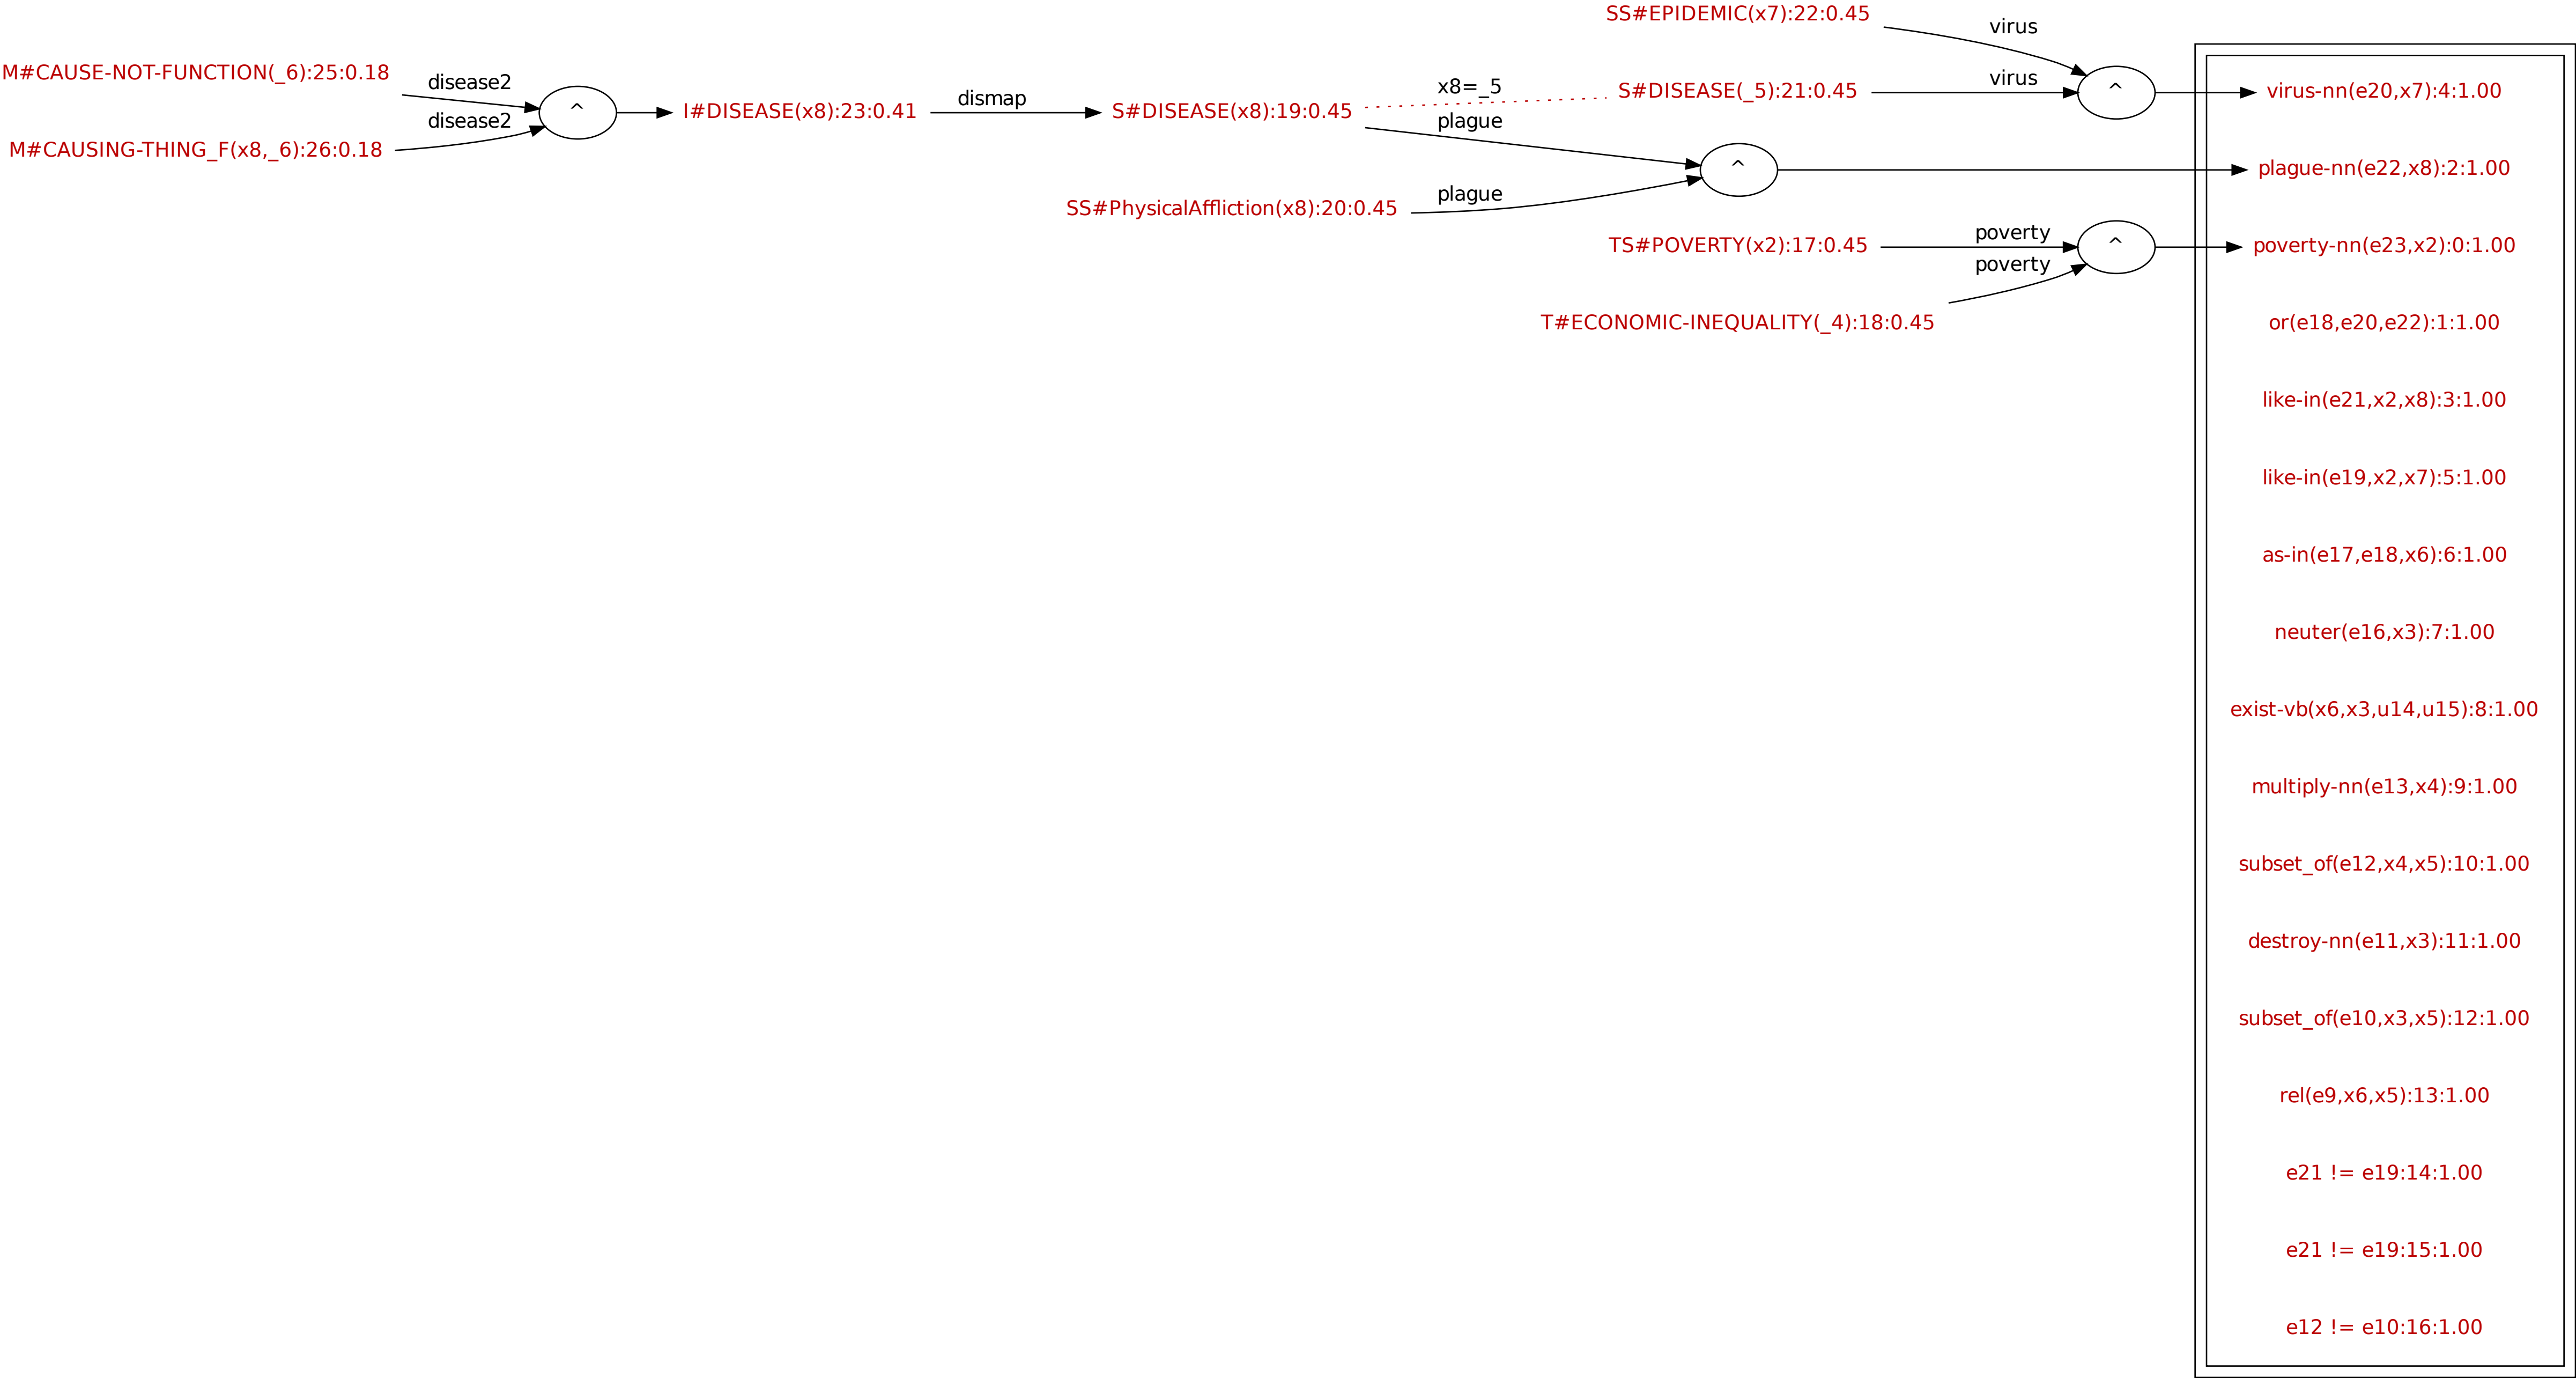 SS#EPIDEMIC(x7):22:0.45
virus
M#CAUSE-NOT-FUNCTION(_6):25:0.18
disease2
^
I#DISEASE(x8):23:0.41
dismap
S#DISEASE(x8):19:0.45
x8=_5
S#DISEASE(_5):21:0.45
virus
^
virus-nn(e20,x7):4:1.00
disease2
M#CAUSING-THING_F(x8,_6):26:0.18
plague
^
plague-nn(e22,x8):2:1.00
SS#PhysicalAffliction(x8):20:0.45
plague
TS#POVERTY(x2):17:0.45
poverty
^
poverty-nn(e23,x2):0:1.00
poverty
T#ECONOMIC-INEQUALITY(_4):18:0.45
or(e18,e20,e22):1:1.00
like-in(e21,x2,x8):3:1.00
like-in(e19,x2,x7):5:1.00
as-in(e17,e18,x6):6:1.00
neuter(e16,x3):7:1.00
exist-vb(x6,x3,u14,u15):8:1.00
multiply-nn(e13,x4):9:1.00
subset_of(e12,x4,x5):10:1.00
destroy-nn(e11,x3):11:1.00
subset_of(e10,x3,x5):12:1.00
rel(e9,x6,x5):13:1.00
e21 != e19:14:1.00
e21 != e19:15:1.00
e12 != e10:16:1.00